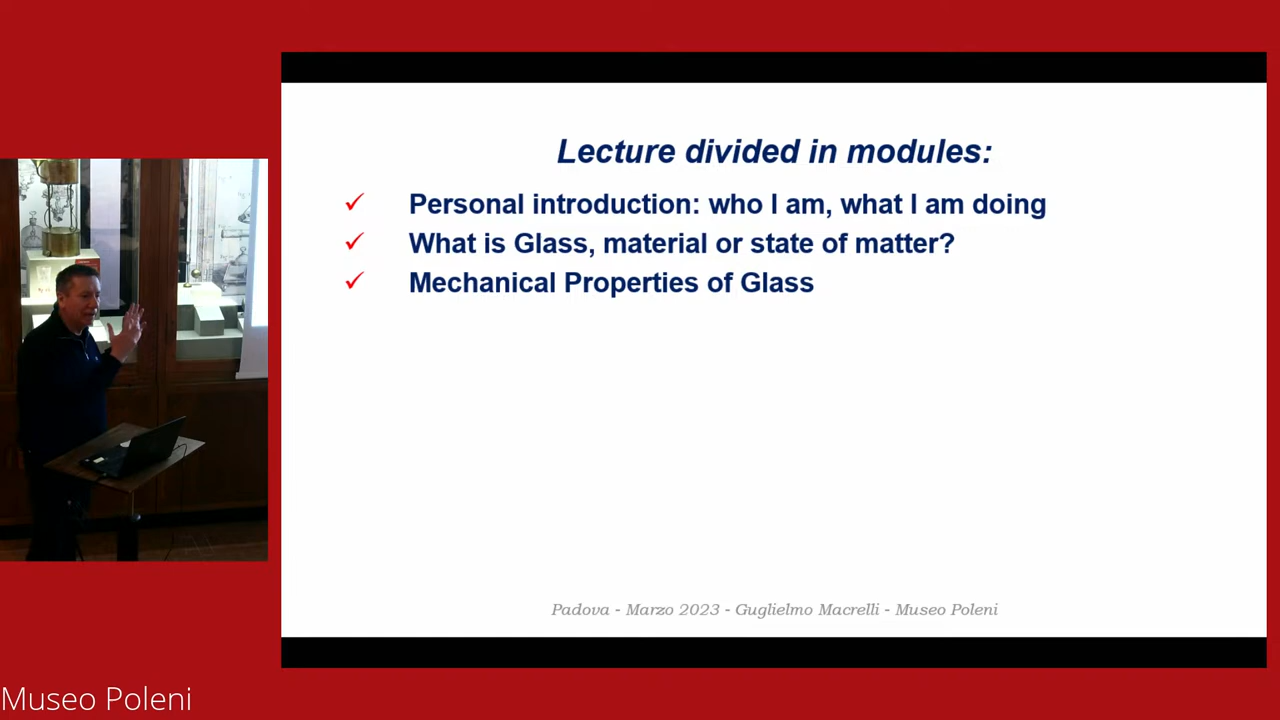 Lecture divided in modules:
✓ Personal introduction: who I am, what I am doing
✓ What is Glass, material or state of matter?
✓ Mechanical Properties of Glass
Padova - Marzo 2023 - Guglielmo Macrelli - Museo Poleni
Museo Poleni